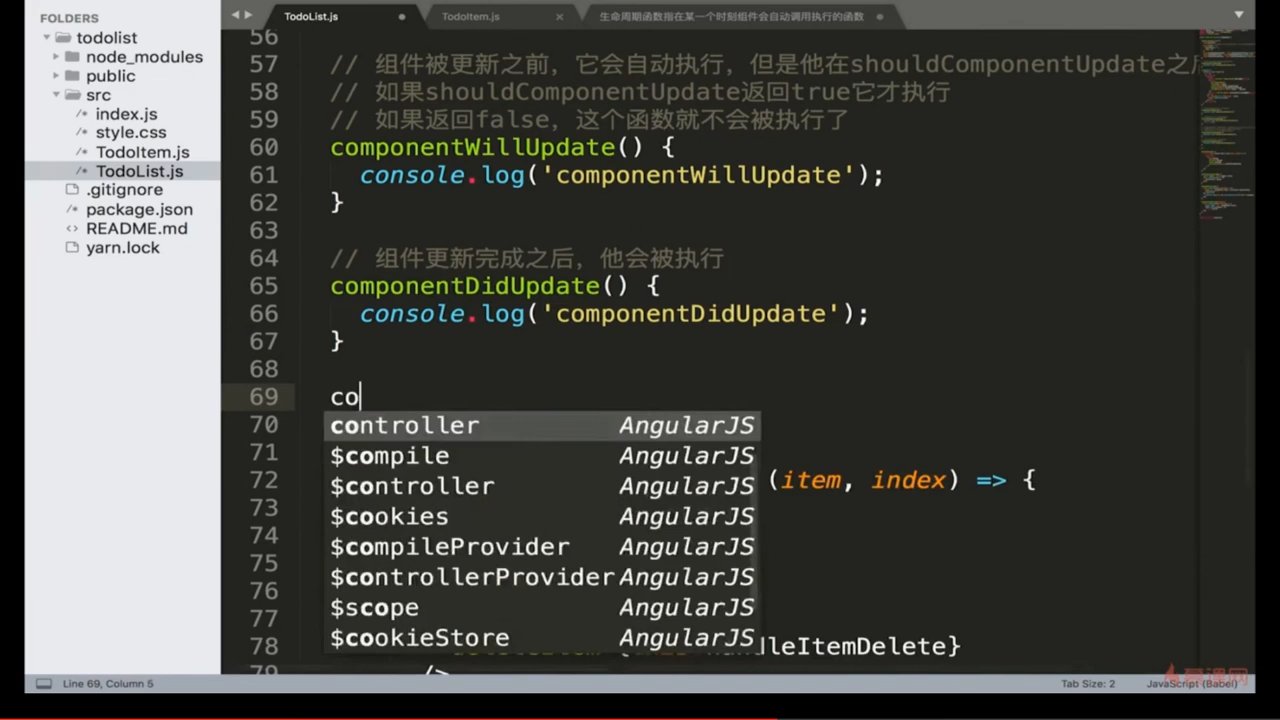 FOLDERS
todolist
node_modules
public
src
index.js
style.css
TodoItem.js
TodoList.js
.gitignore
package.json
README.md
yarn.lock
TodoList.js
TodoItem.js
生命周期函数指在某一个时刻组件会自动调用执行的函数
56
57 // 组件被更新之前，它会自动执行，但是他在shouldComponentUpdate之后
58 // 如果shouldComponentUpdate返回true它才执行
59 // 如果返回false，这个函数就不会被执行了
60 componentWillUpdate() {
61 console.log('componentWillUpdate');
62 }
63
64 // 组件更新完成之后，他会被执行
65 componentDidUpdate() {
66 console.log('componentDidUpdate');
67 }
68
69 co
70 controller AngularJS
71 $compile AngularJS
72 (item, index) => {
$controller AngularJS
73 $cookies AngularJS
74
75 $compileProvider AngularJS
76 $controllerProvider AngularJS
77 $scope AngularJS
78 $cookieStore AngularJS
dleItemDelete}
79 />
Line 69, Column 5
Tab Size: 2
JavaScript (Babel)
慕课网